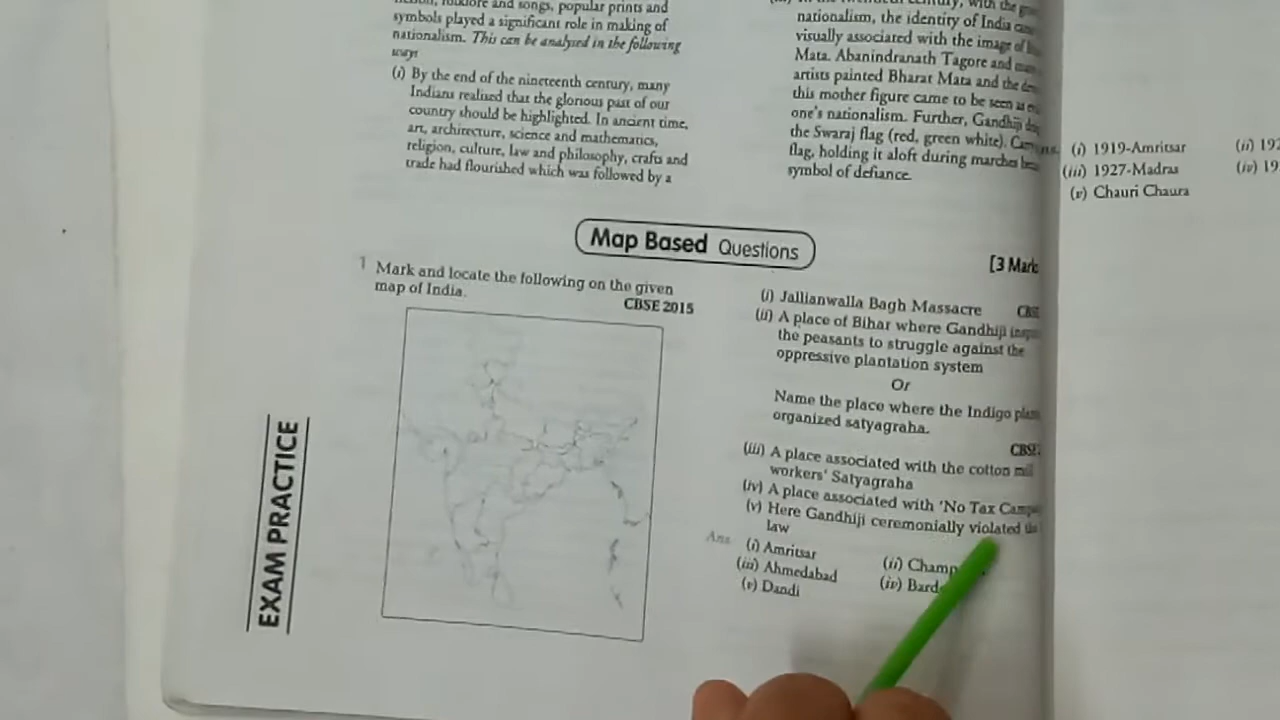 folklore and songs, popular prints and
symbols played a significant role in making of
nationalism. This can be analysed in the following
ways
(i) By the end of the nineteenth century, many
Indians realised that the glorious past of our
country should be highlighted. In ancient time,
art, architecture, science and mathematics,
religion, culture, law and philosophy, crafts and
trade had flourished which was followed by a
nationalism, the identity of India
visually associated with the image of
Mata. Abanindranath Tagore and
artists painted Bharat Mata and the
this mother figure came to be seen as
one's nationalism. Further, Gandhiji
the Swaraj flag (red, green white).
flag, holding it aloft during marches
symbol of defiance.
(i) 1919-Amritsar (ii)
(iii) 1927-Madras (iv)
(v) Chauri Chaura
Map Based Questions
[3 Mark
1 Mark and locate the following on the given
map of India.
CBSE 2015
(i) Jallianwalla Bagh Massacre
(ii) A place of Bihar where Gandhiji
the peasants to struggle against the
oppressive plantation system
Or
Name the place where the Indigo
organized satyagraha.
CBSE
(iii) A place associated with the cotton
workers' Satyagraha
(iv) A place associated with 'No Tax
(v) Here Gandhiji ceremonially violated
law
Ans (i) Amritsar (ii)
(iii) Ahmedabad (iv)
(v) Dandi
EXAM PRACTICE